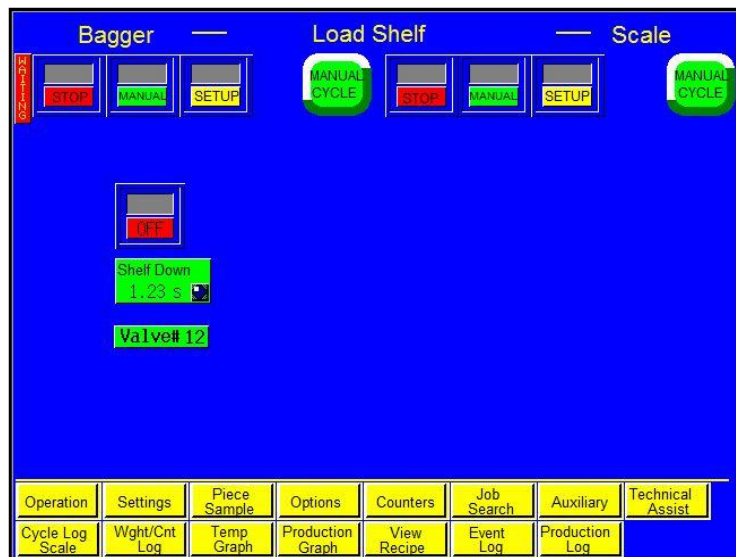 Bagger — Load Shelf — Scale
WAITING
STOP MANUAL SETUP MANUAL CYCLE STOP MANUAL SETUP MANUAL CYCLE
OFF
Shelf Down
1.23 s
Valve# 12
Operation Settings Piece Sample Options Counters Job Search Auxiliary Technical Assist
Cycle Log Scale Wght/Cnt Log Temp Graph Production Graph View Recipe Event Log Production Log